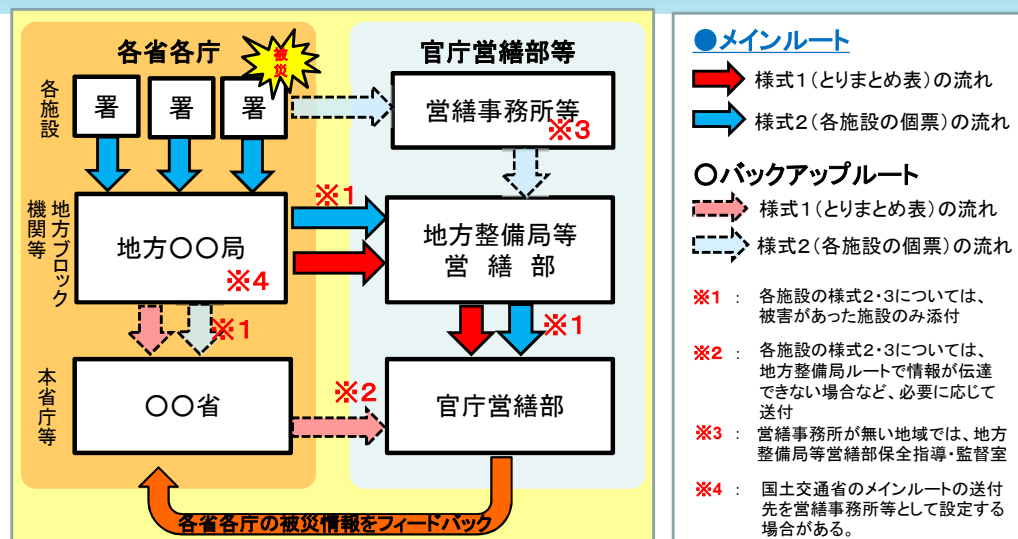 各省各庁
官庁営繕部等
被災
各施設
署
署
署
営繕事務所等
※3
※1
地方ブロック
機関等
地方〇〇局
※4
地方整備局等
営繕部
※1
※1
本省庁等
〇〇省
※2
官庁営繕部
各省各庁の被災情報をフィードバック
●メインルート
様式1(とりまとめ表)の流れ
様式2(各施設の個票)の流れ
〇バックアップルート
様式1(とりまとめ表)の流れ
様式2(各施設の個票)の流れ
※1 : 各施設の様式2・3については、
被害があった施設のみ添付
※2 : 各施設の様式2・3については、
地方整備局ルートで情報が伝達
できない場合など、必要に応じて
送付
※3 : 営繕事務所が無い地域では、地方
整備局等営繕部保全指導・監督室
※4 : 国土交通省のメインルートの送付
先を営繕事務所等として設定する
場合がある。